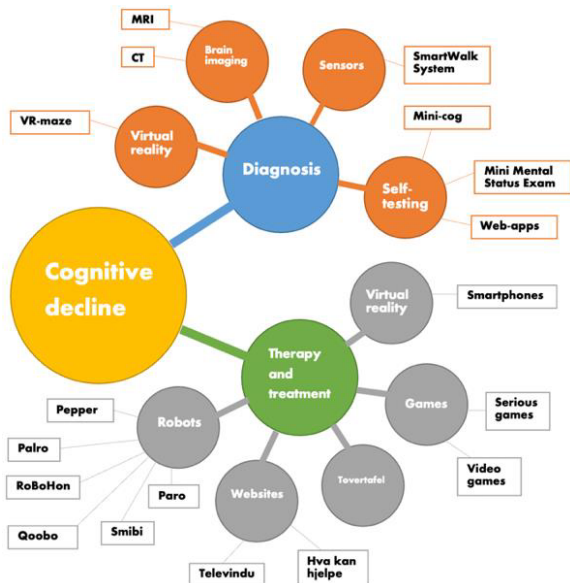 MRI
CT
Brain
imaging
Sensors
SmartWalk
System
VR-maze
Virtual
reality
Diagnosis
Mini-cog
Self-
testing
Mini Mental
Status Exam
Web-apps
Cognitive
decline
Virtual
reality
Smartphones
Therapy
and
treatment
Games
Serious
games
Video
games
Tovertafel
Websites
Televindu
Hva kan
hjelpe
Robots
Pepper
Palro
RoBoHon
Qoobo
Smibi
Paro